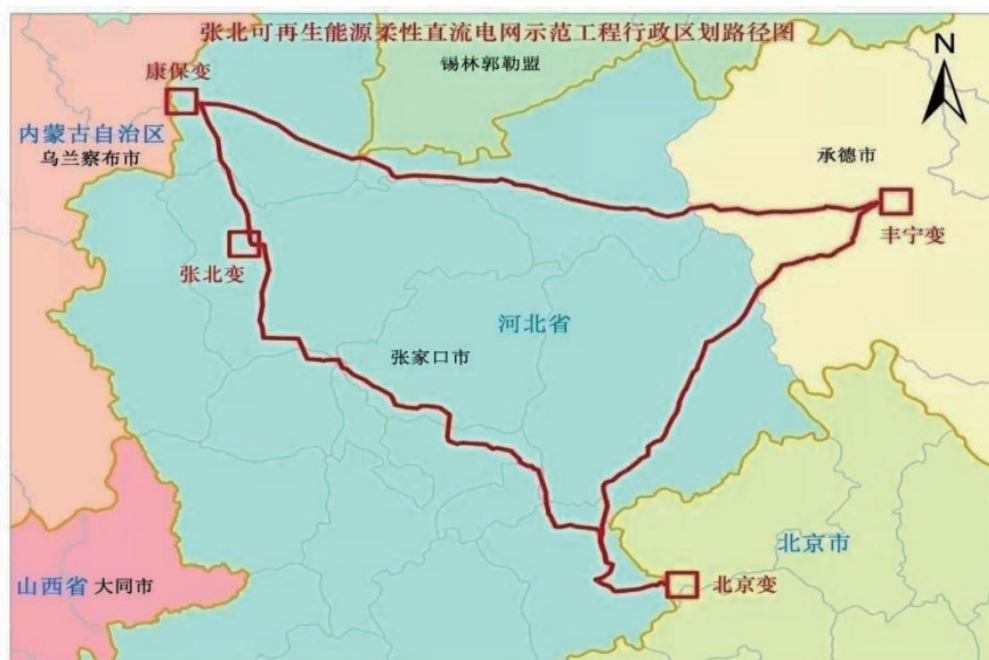 张北可再生能源柔性直流电网示范工程行政区划路径图
N
锡林郭勒盟
康保变
内蒙古自治区
乌兰察布市
承德市
丰宁变
张北变
河北省
张家口市
北京市
山西省 大同市
北京变